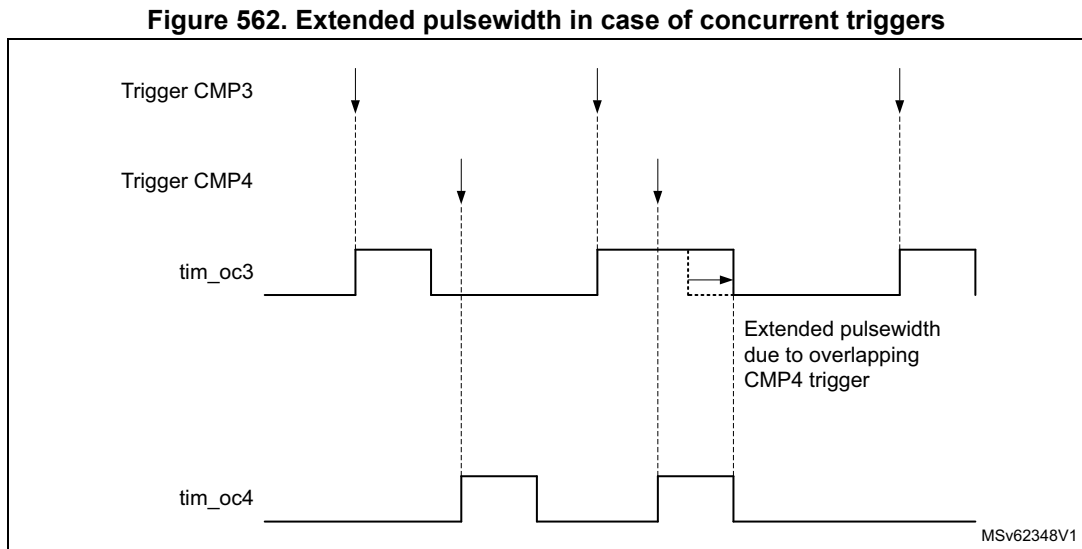 Figure 562. Extended pulsewidth in case of concurrent triggers
Trigger CMP3
Trigger CMP4
tim_oc3
Extended pulsewidth
due to overlapping
CMP4 trigger
tim_oc4
MSv62348V1